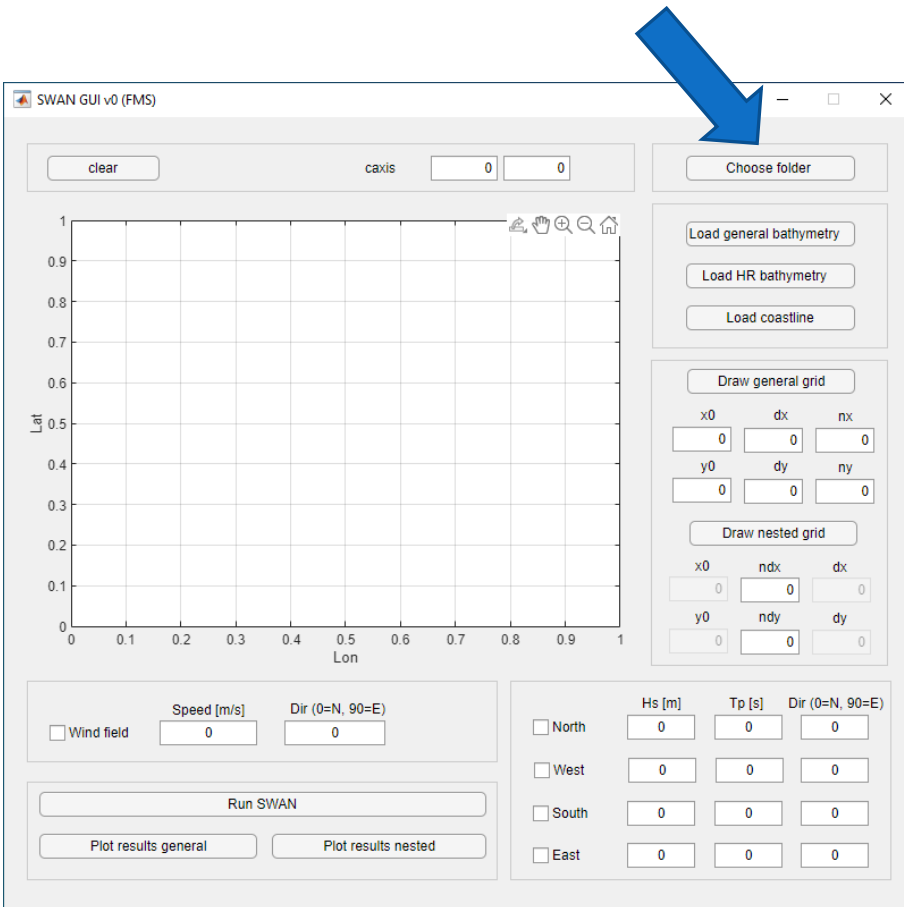 SWAN GUI v0 (FMS)
clear caxis 0 0 Choose folder
Load general bathymetry
Load HR bathymetry
Load coastline
1
0.9
0.8
0.7
0.6
0.5
0.4
0.3
0.2
0.1
0
Lat
0 0.1 0.2 0.3 0.4 0.5 0.6 0.7 0.8 0.9 1
Lon
Draw general grid
x0 dx nx
0 0 0
y0 dy ny
0 0 0
Draw nested grid
x0 ndx dx
0 0 0
y0 ndy dy
0 0 0
Speed [m/s] Dir (0=N, 90=E)
Wind field 0 0
Run SWAN
Plot results general Plot results nested
Hs [m] Tp [s] Dir (0=N, 90=E)
North 0 0 0
West 0 0 0
South 0 0 0
East 0 0 0